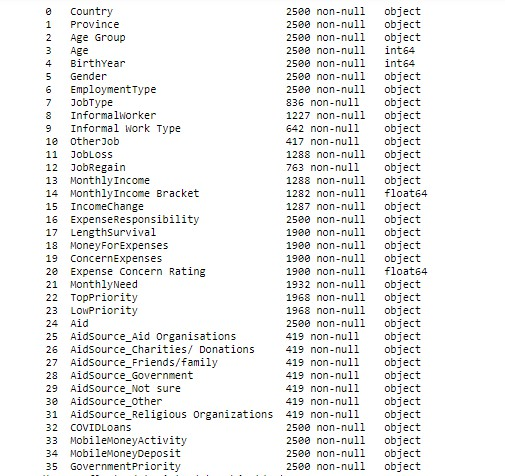 0 Country 2500 non-null object
1 Province 2500 non-null object
2 Age Group 2500 non-null object
3 Age 2500 non-null int64
4 BirthYear 2500 non-null int64
5 Gender 2500 non-null object
6 EmploymentType 2500 non-null object
7 JobType 836 non-null object
8 InformalWorker 1227 non-null object
9 Informal Work Type 642 non-null object
10 OtherJob 417 non-null object
11 JobLoss 1288 non-null object
12 JobRegain 763 non-null object
13 MonthlyIncome 1288 non-null object
14 MonthlyIncome Bracket 1282 non-null float64
15 IncomeChange 1287 non-null object
16 ExpenseResponsibility 2500 non-null object
17 LengthSurvival 1900 non-null object
18 MoneyForExpenses 1900 non-null object
19 ConcernExpenses 1900 non-null object
20 Expense Concern Rating 1900 non-null float64
21 MonthlyNeed 1932 non-null object
22 TopPriority 1968 non-null object
23 LowPriority 1968 non-null object
24 Aid 2500 non-null object
25 AidSource_Aid Organisations 419 non-null object
26 AidSource_Charities/ Donations 419 non-null object
27 AidSource_Friends/family 419 non-null object
28 AidSource_Government 419 non-null object
29 AidSource_Not sure 419 non-null object
30 AidSource_Other 419 non-null object
31 AidSource_Religious Organizations 419 non-null object
32 COVIDLoans 2500 non-null object
33 MobileMoneyActivity 2500 non-null object
34 MobileMoneyDeposit 2500 non-null object
35 GovernmentPriority 2500 non-null object